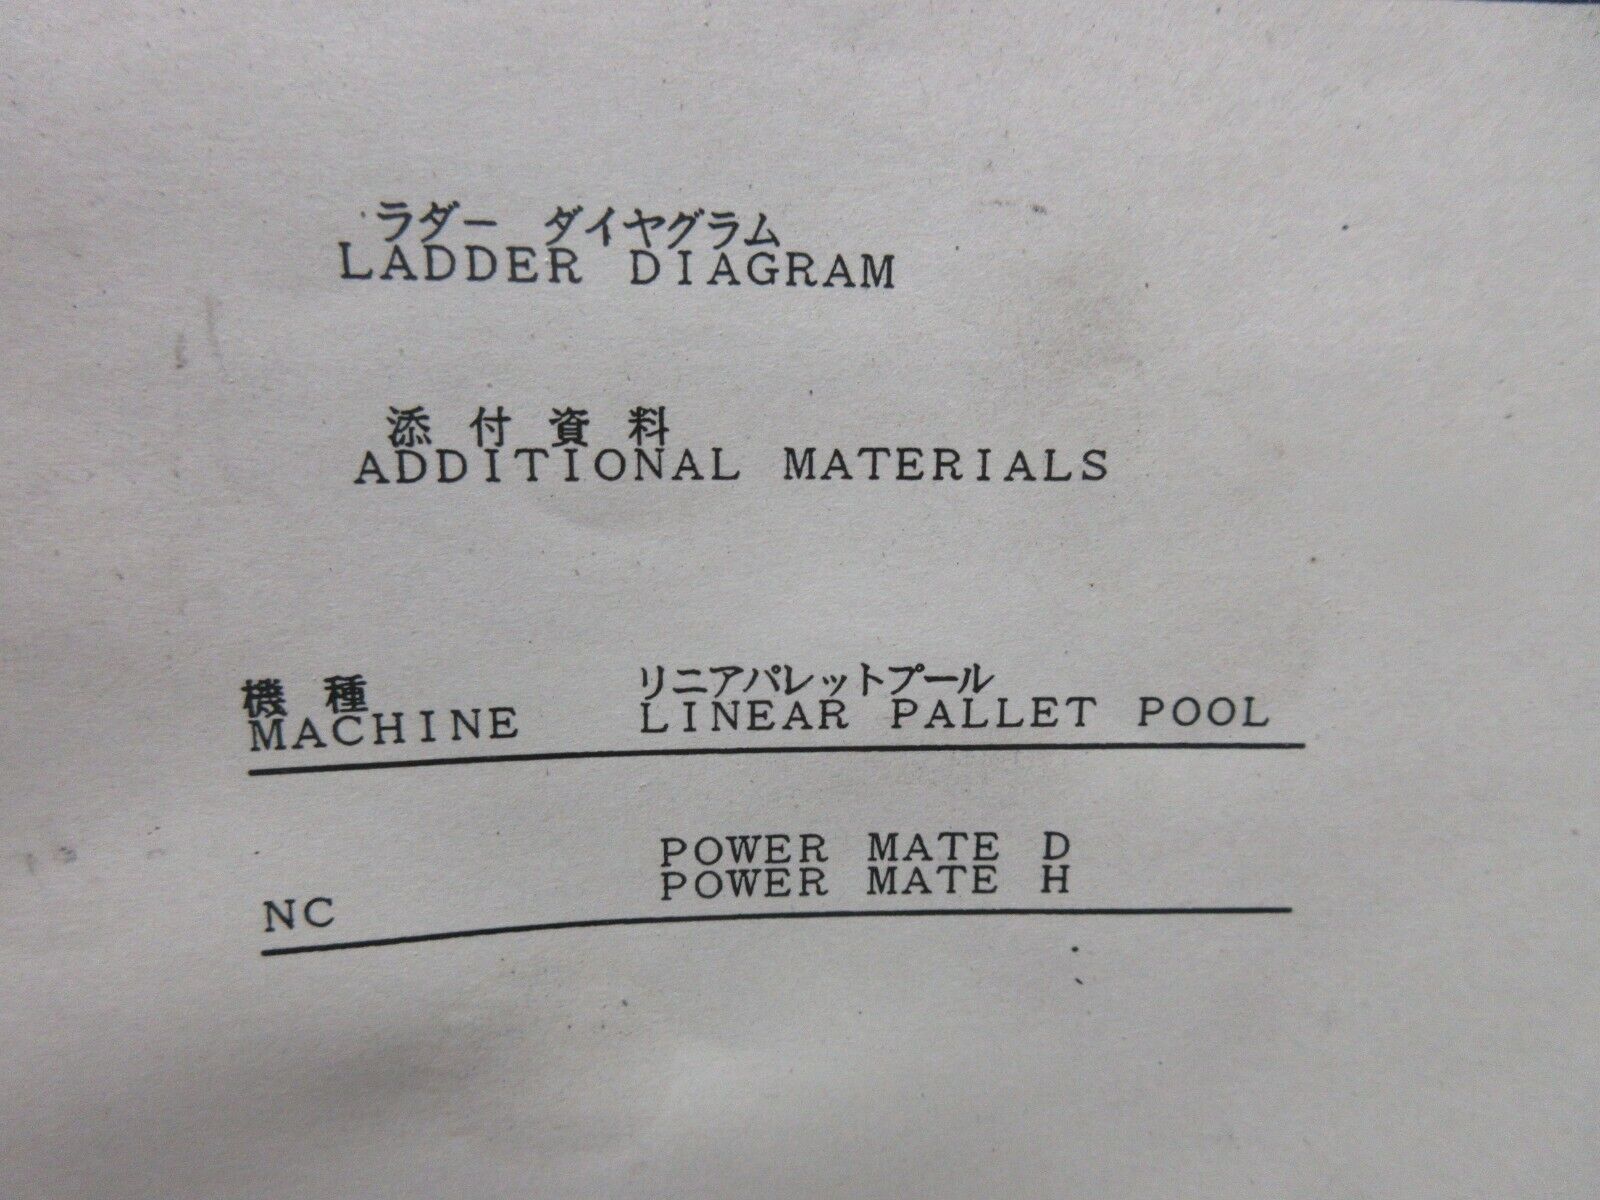 ラダー ダイヤグラム
LADDER DIAGRAM
添付資料
ADDITIONAL MATERIALS
機種 リニアパレットプール
MACHINE LINEAR PALLET POOL
POWER MATE D
POWER MATE H
NC